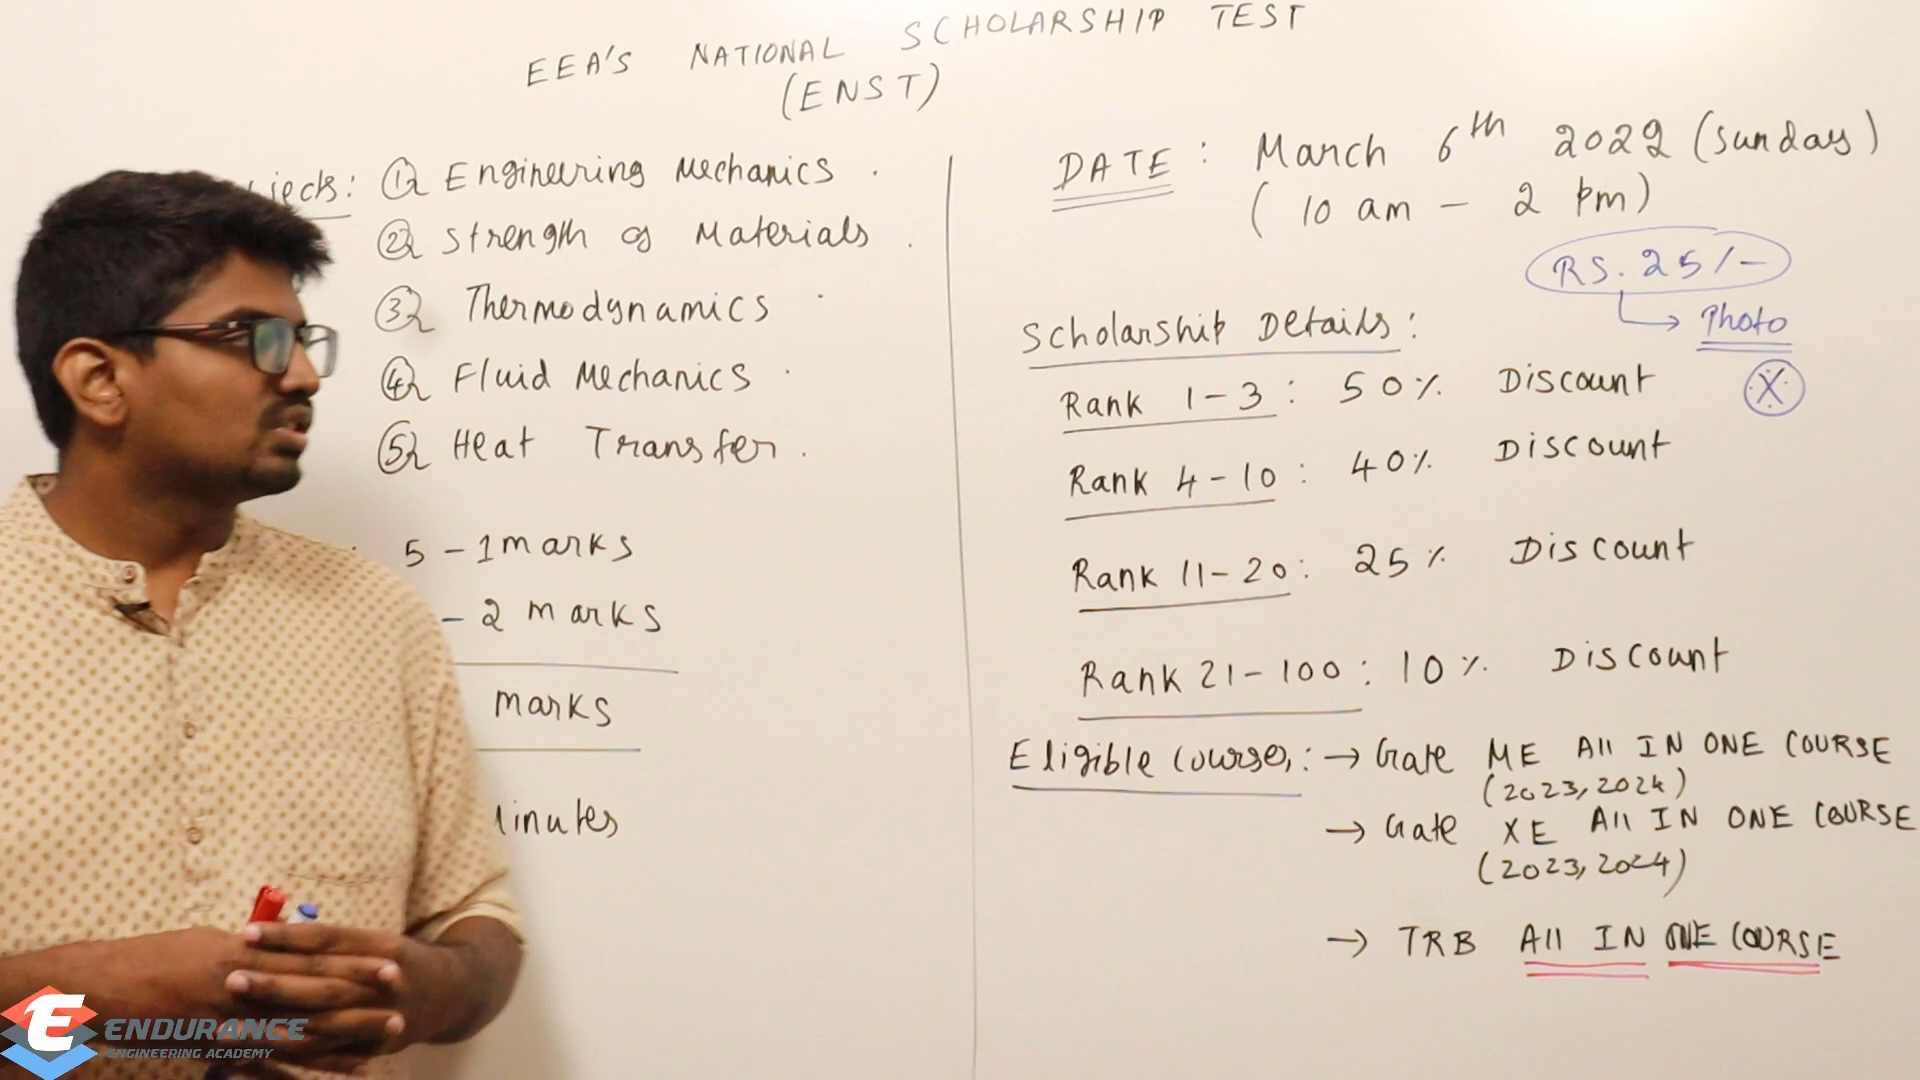 EEA'S NATIONAL SCHOLARSHIP TEST
(ENST)
① Engineering Mechanics.
② Strength of Materials.
③ Thermodynamics.
④ Fluid Mechanics.
⑤ Heat Transfer.
5 - 1 marks
- 2 marks
marks
DATE : March 6th 2022 (Sunday)
(10 am - 2 pm)
RS. 25/-
Photo
X
Scholarship Details :
Rank 1-3 : 50% Discount
Rank 4-10 : 40% Discount
Rank 11-20 : 25% Discount
Rank 21-100 : 10% Discount
Eligible Courses : → Gate ME All IN ONE COURSE
(2023, 2024)
→ Gate XE All IN ONE COURSE
(2023, 2024)
→ TRB All IN ONE COURSE
ENDURANCE
ENGINEERING ACADEMY